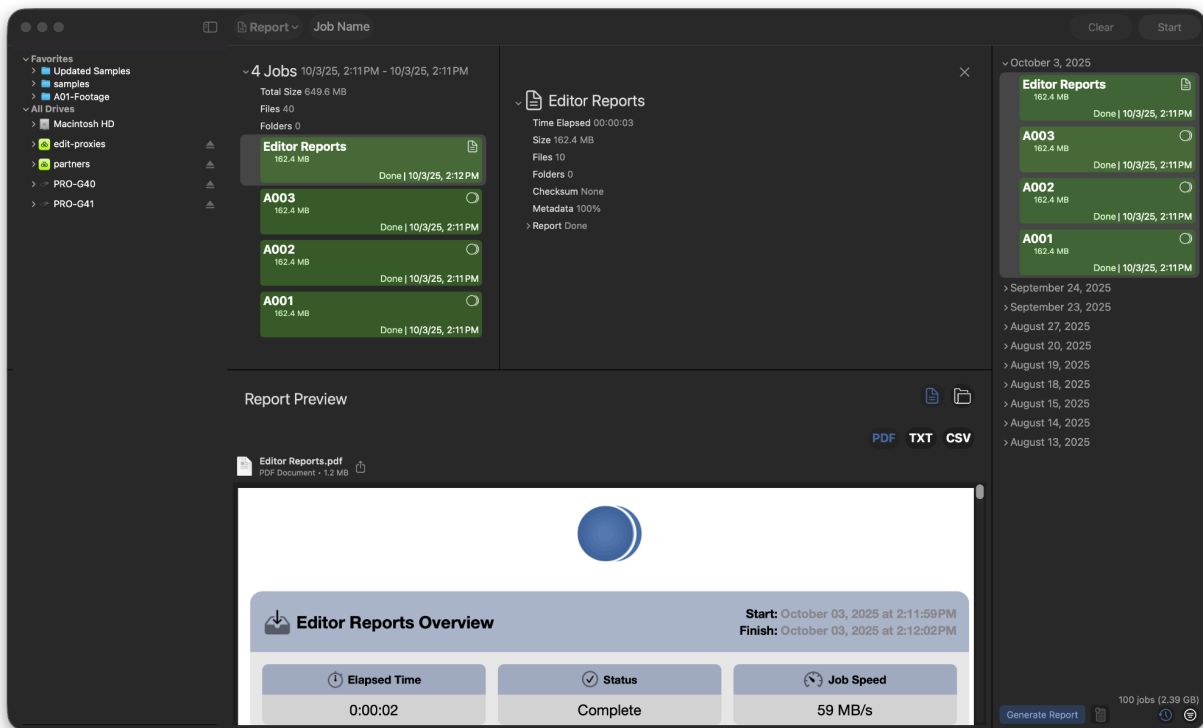 Report
Job Name
Clear
Start
Favorites
Updated Samples
samples
A01-Footage
All Drives
Macintosh HD
edit-proxies
partners
PRO-G40
PRO-G41
4 Jobs 10/3/25, 2:11 PM - 10/3/25, 2:11 PM
Total Size 649.6 MB
Files 40
Folders 0
Editor Reports
162.4 MB
Done | 10/3/25, 2:12 PM
A003
162.4 MB
Done | 10/3/25, 2:11 PM
A002
162.4 MB
Done | 10/3/25, 2:11 PM
A001
162.4 MB
Done | 10/3/25, 2:11 PM
Editor Reports
Time Elapsed 00:00:03
Size 162.4 MB
Files 10
Folders 0
Checksum None
Metadata 100%
Report Done
Report Preview
PDF TXT CSV
Editor Reports.pdf
PDF Document • 1.2 MB
Editor Reports Overview
Start: October 03, 2025 at 2:11:59PM
Finish: October 03, 2025 at 2:12:02PM
Elapsed Time
0:00:02
Status
Complete
Job Speed
59 MB/s
October 3, 2025
Editor Reports
162.4 MB
Done | 10/3/25, 2:11 PM
A003
162.4 MB
Done | 10/3/25, 2:11 PM
A002
162.4 MB
Done | 10/3/25, 2:11 PM
A001
162.4 MB
Done | 10/3/25, 2:11 PM
September 24, 2025
September 23, 2025
August 27, 2025
August 20, 2025
August 19, 2025
August 18, 2025
August 15, 2025
August 14, 2025
August 13, 2025
100 jobs (2.39 GB)
Generate Report